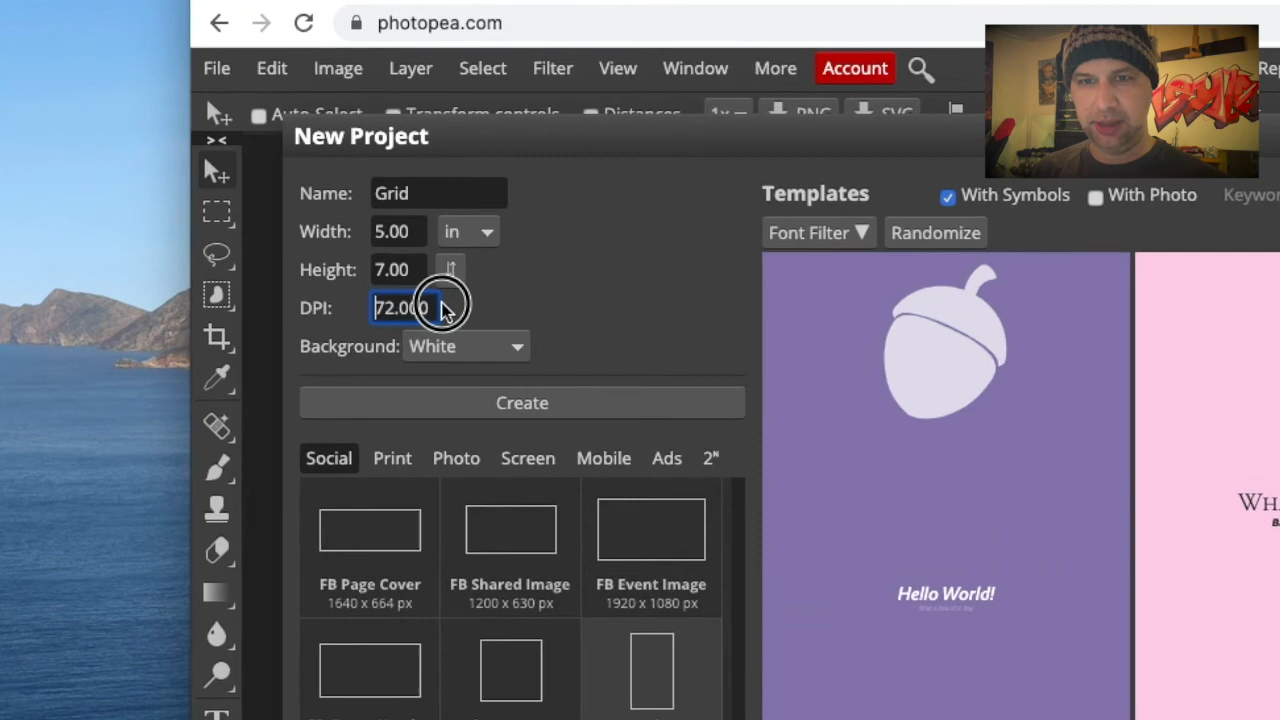 photopea.com
File Edit Image Layer Select Filter View Window More Account
Auto Select Transform controls Distances 1x PNG SVG
New Project
Name: Grid
Width: 5.00 in
Height: 7.00
DPI: 72.000
Background: White
Create
Social Print Photo Screen Mobile Ads 2ᴺ
FB Page Cover
1640 x 664 px
FB Shared Image
1200 x 630 px
FB Event Image
1920 x 1080 px
Templates With Symbols With Photo
Font Filter ▼ Randomize
Hello World!